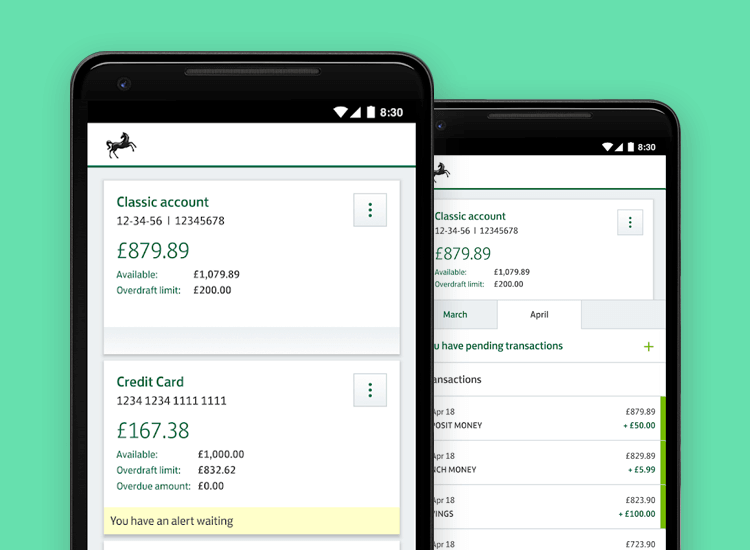 8:30
Classic account
12-34-56 | 12345678
£879.89
Available: £1,079.89
Overdraft limit: £200.00
Credit Card
1234 1234 1111 1111
£167.38
Available: £1,000.00
Overdraft limit: £832.62
Overdue amount: £0.00
You have an alert waiting
8:30
Classic account
12-34-56 | 12345678
£879.89
Available: £1,079.89
Overdraft limit: £200.00
March April
u have pending transactions +
ansactions
Apr 18 £879.89
POSIT MONEY + £50.00
Apr 18 £829.89
NCH MONEY + £5.99
Apr 18 £823.90
INGS + £100.00
Apr 18 £723.90